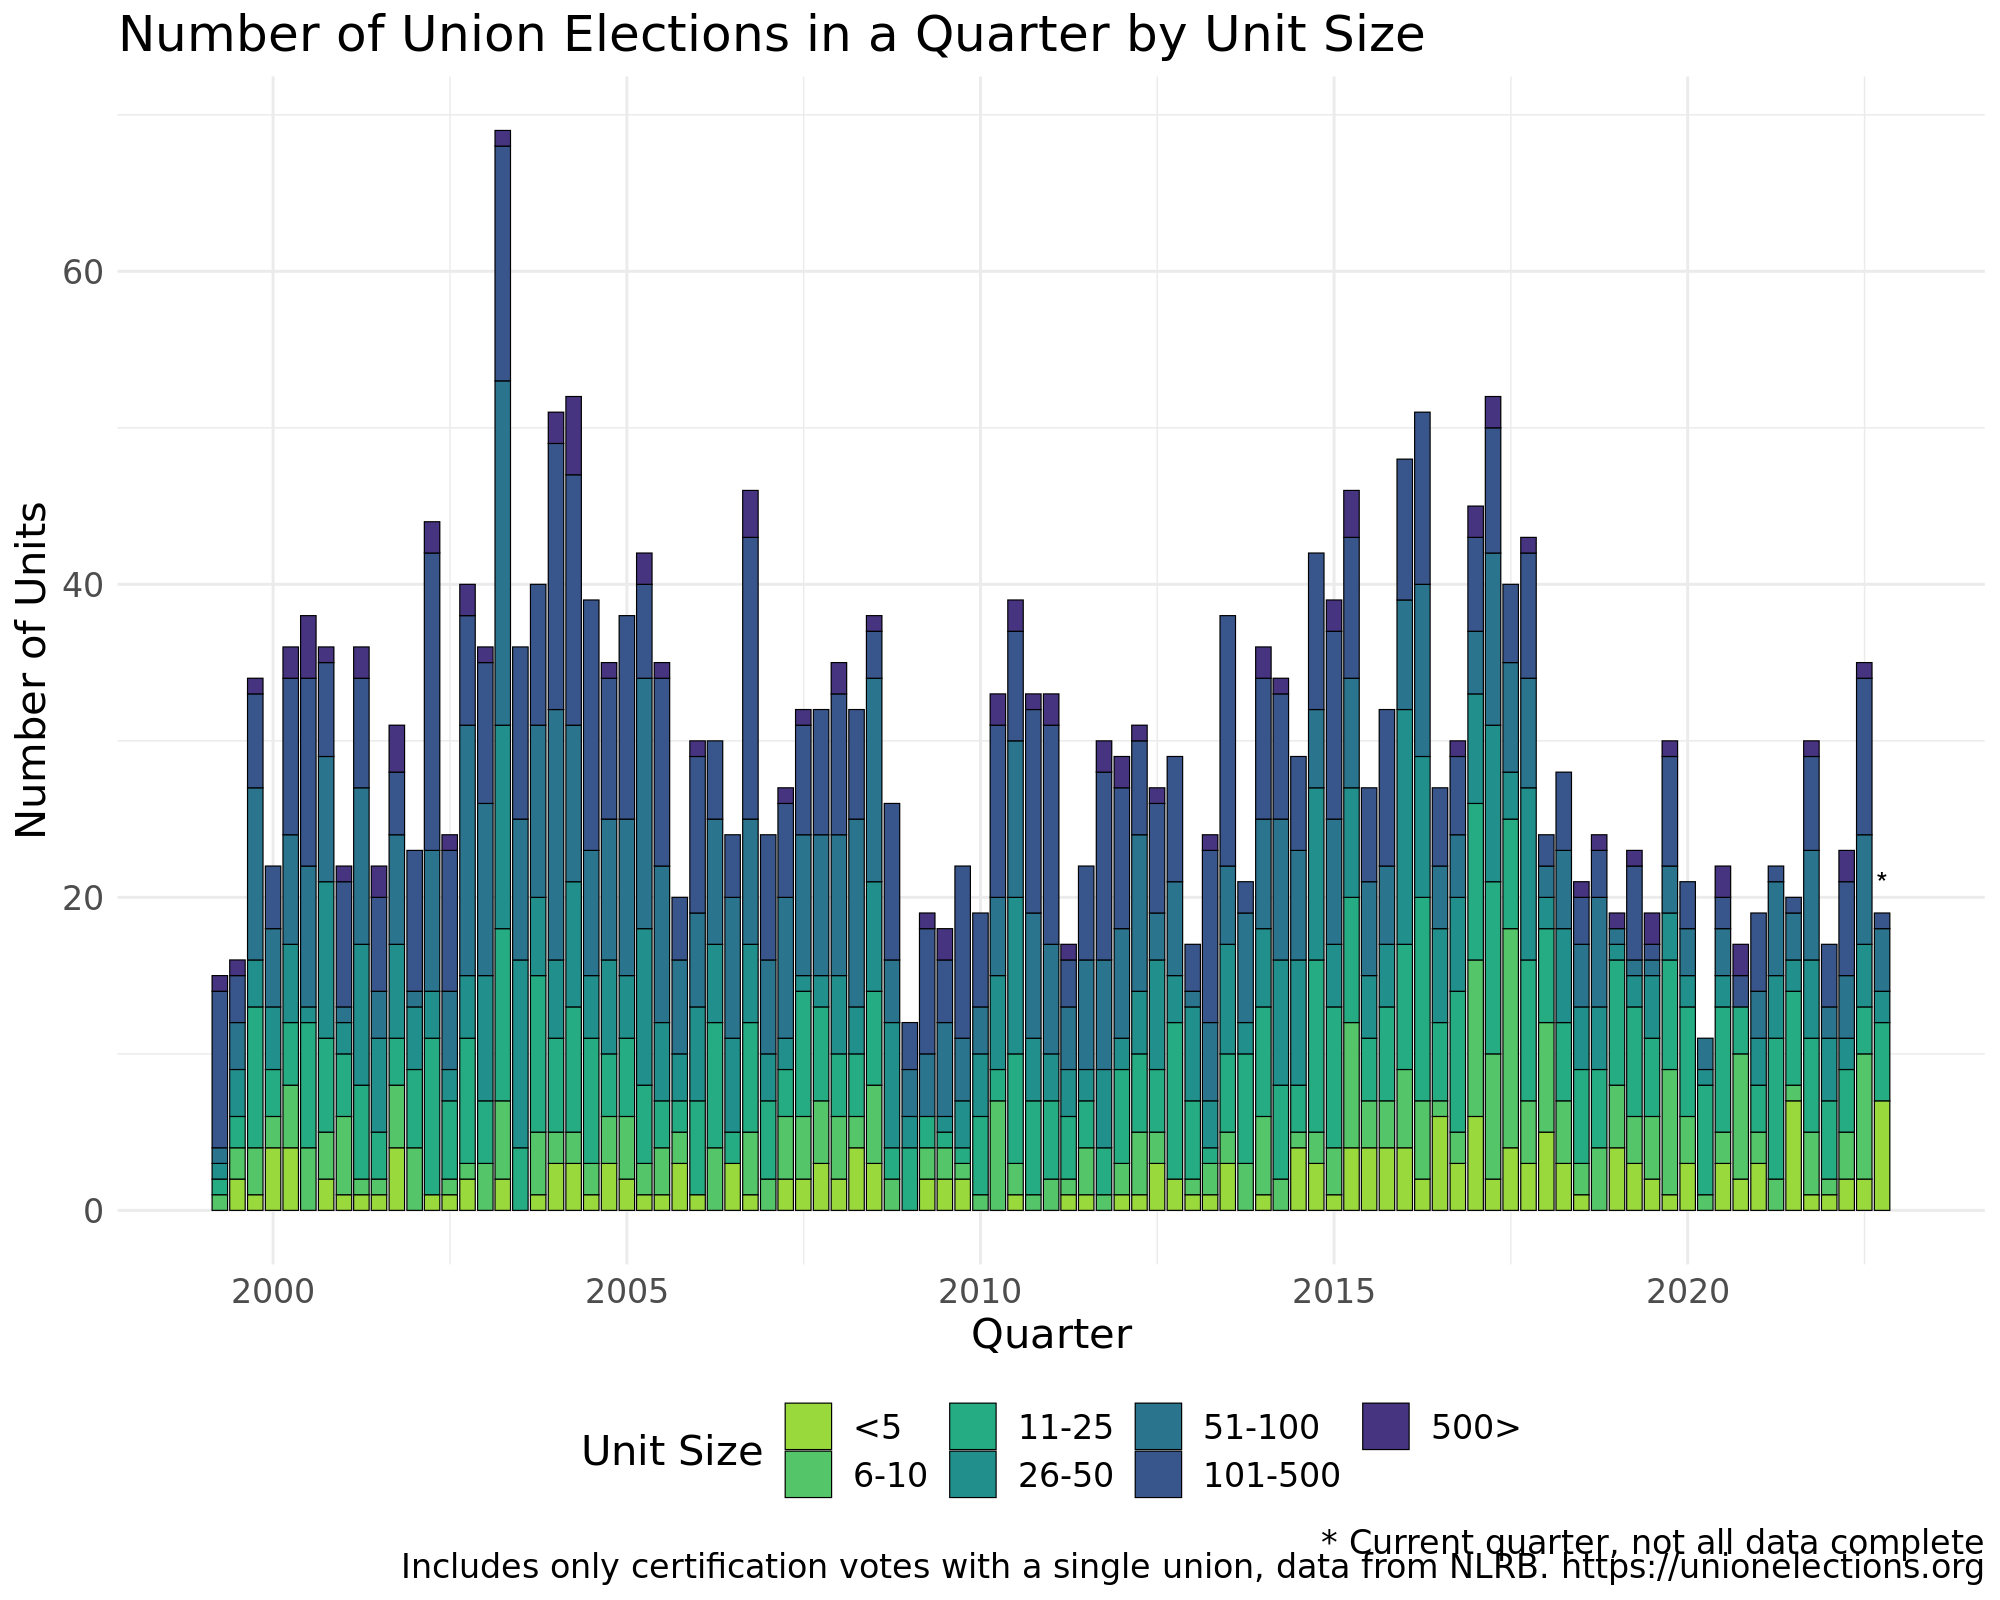 Number of Union Elections in a Quarter by Unit Size
Number of Units
60
40
20
0
*
2000 2005 2010 2015 2020
Quarter
Unit Size
<5 11-25 51-100 500>
6-10 26-50 101-500
* Current quarter, not all data complete
Includes only certification votes with a single union, data from NLRB. https://unionelections.org